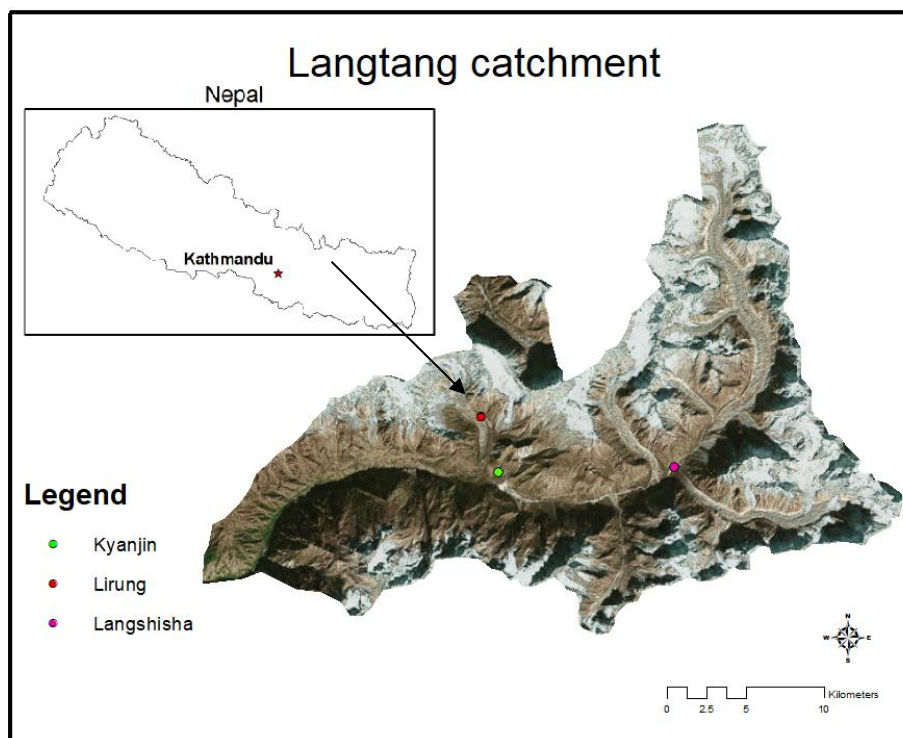 Langtang catchment
Nepal
Kathmandu
Legend
Kyanjin
Lirung
Langshisha
N
W E
S
Kilometers
0 2.5 5 10